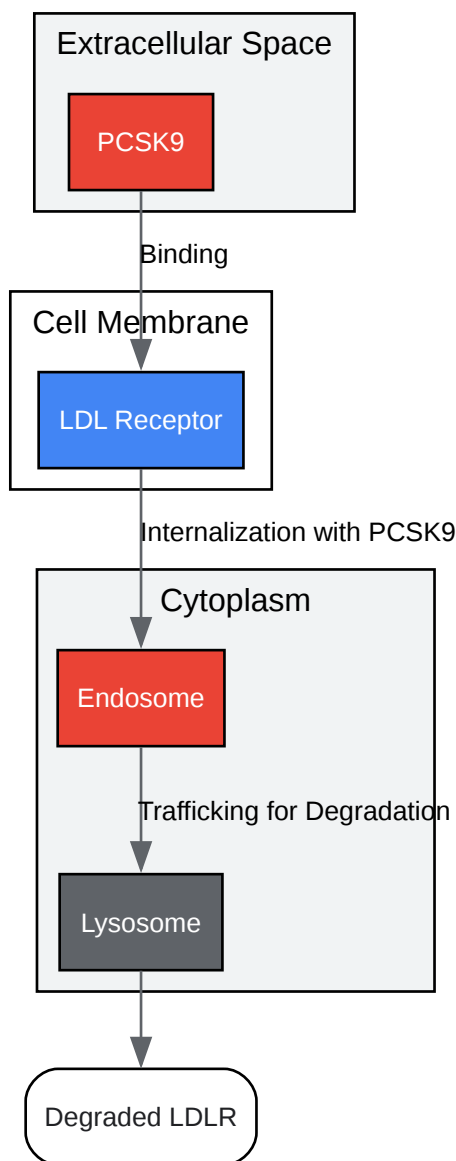 Extracellular Space
PCSK9
Binding
Cell Membrane
LDL Receptor
Internalization with PCSK9
Cytoplasm
Endosome
Trafficking for Degradation
Lysosome
Degraded LDLR